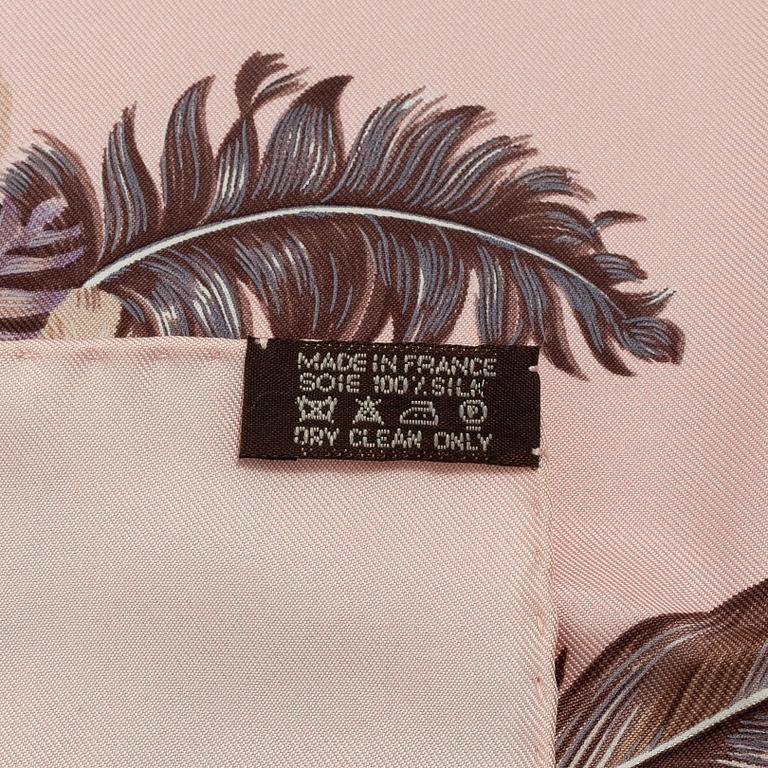 MADE IN FRANCE
SOIE 100% SILK
P
DRY CLEAN ONLY